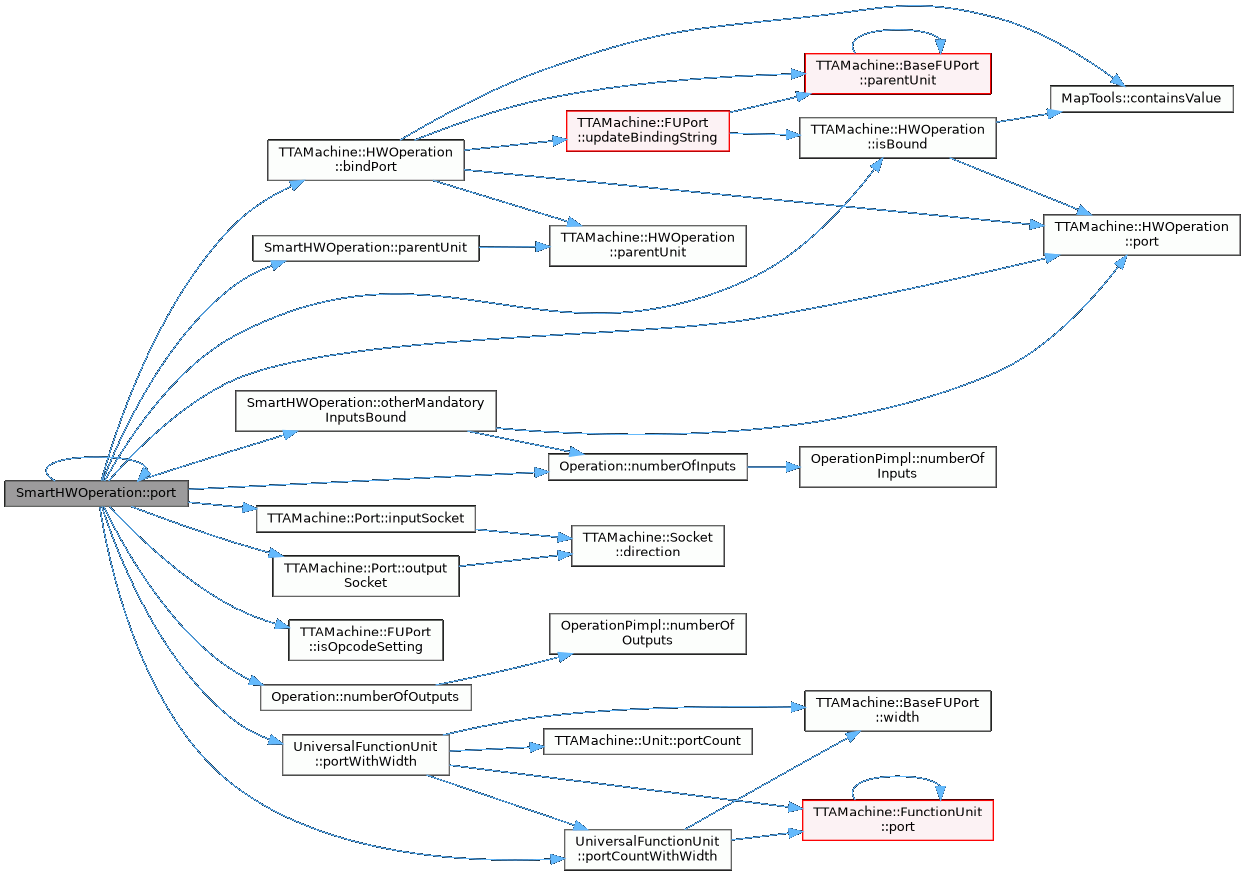 TTAMachine::BaseFUPort
::parentUnit
MapTools::containsValue
TTAMachine::FUPort
::updateBindingString
TTAMachine::HWOperation
::isBound
TTAMachine::HWOperation
::bindPort
TTAMachine::HWOperation
::port
SmartHWOperation::parentUnit
TTAMachine::HWOperation
::parentUnit
SmartHWOperation::otherMandatory
InputsBound
Operation::numberOfInputs
OperationPimpl::numberOf
Inputs
SmartHWOperation::port
TTAMachine::Port::inputSocket
TTAMachine::Socket
::direction
TTAMachine::Port::output
Socket
TTAMachine::FUPort
::isOpcodeSetting
OperationPimpl::numberOf
Outputs
Operation::numberOfOutputs
TTAMachine::BaseFUPort
::width
UniversalFunctionUnit
::portWithWidth
TTAMachine::Unit::portCount
TTAMachine::FunctionUnit
::port
UniversalFunctionUnit
::portCountWithWidth